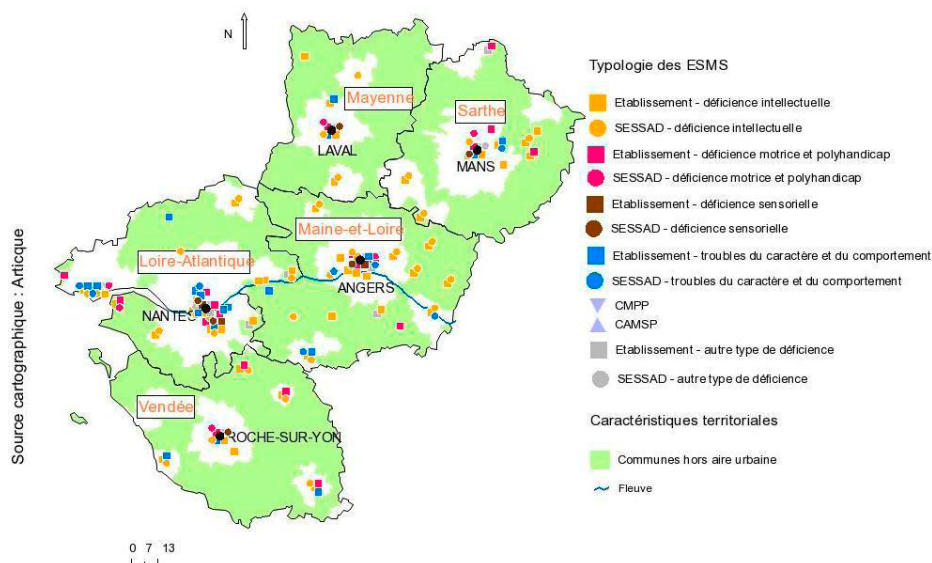 N
Mayenne
Sarthe
LAVAL
MANS
Maine-et-Loire
Loire-Atlantique
ANGERS
NANTES
Vendée
ROCHE-SUR-YON
0 7 13
Source cartographique : Articque
Typologie des ESMS
Etablissement - déficience intellectuelle
SESSAD - déficience intellectuelle
Etablissement - déficience motrice et polyhandicap
SESSAD - déficience motrice et polyhandicap
Etablissement - déficience sensorielle
SESSAD - déficience sensorielle
Etablissement - troubles du caractère et du comportement
SESSAD - troubles du caractère et du comportement
CMPP
CAMSP
Etablissement - autre type de déficience
SESSAD - autre type de déficience
Caractéristiques territoriales
Communes hors aire urbaine
Fleuve